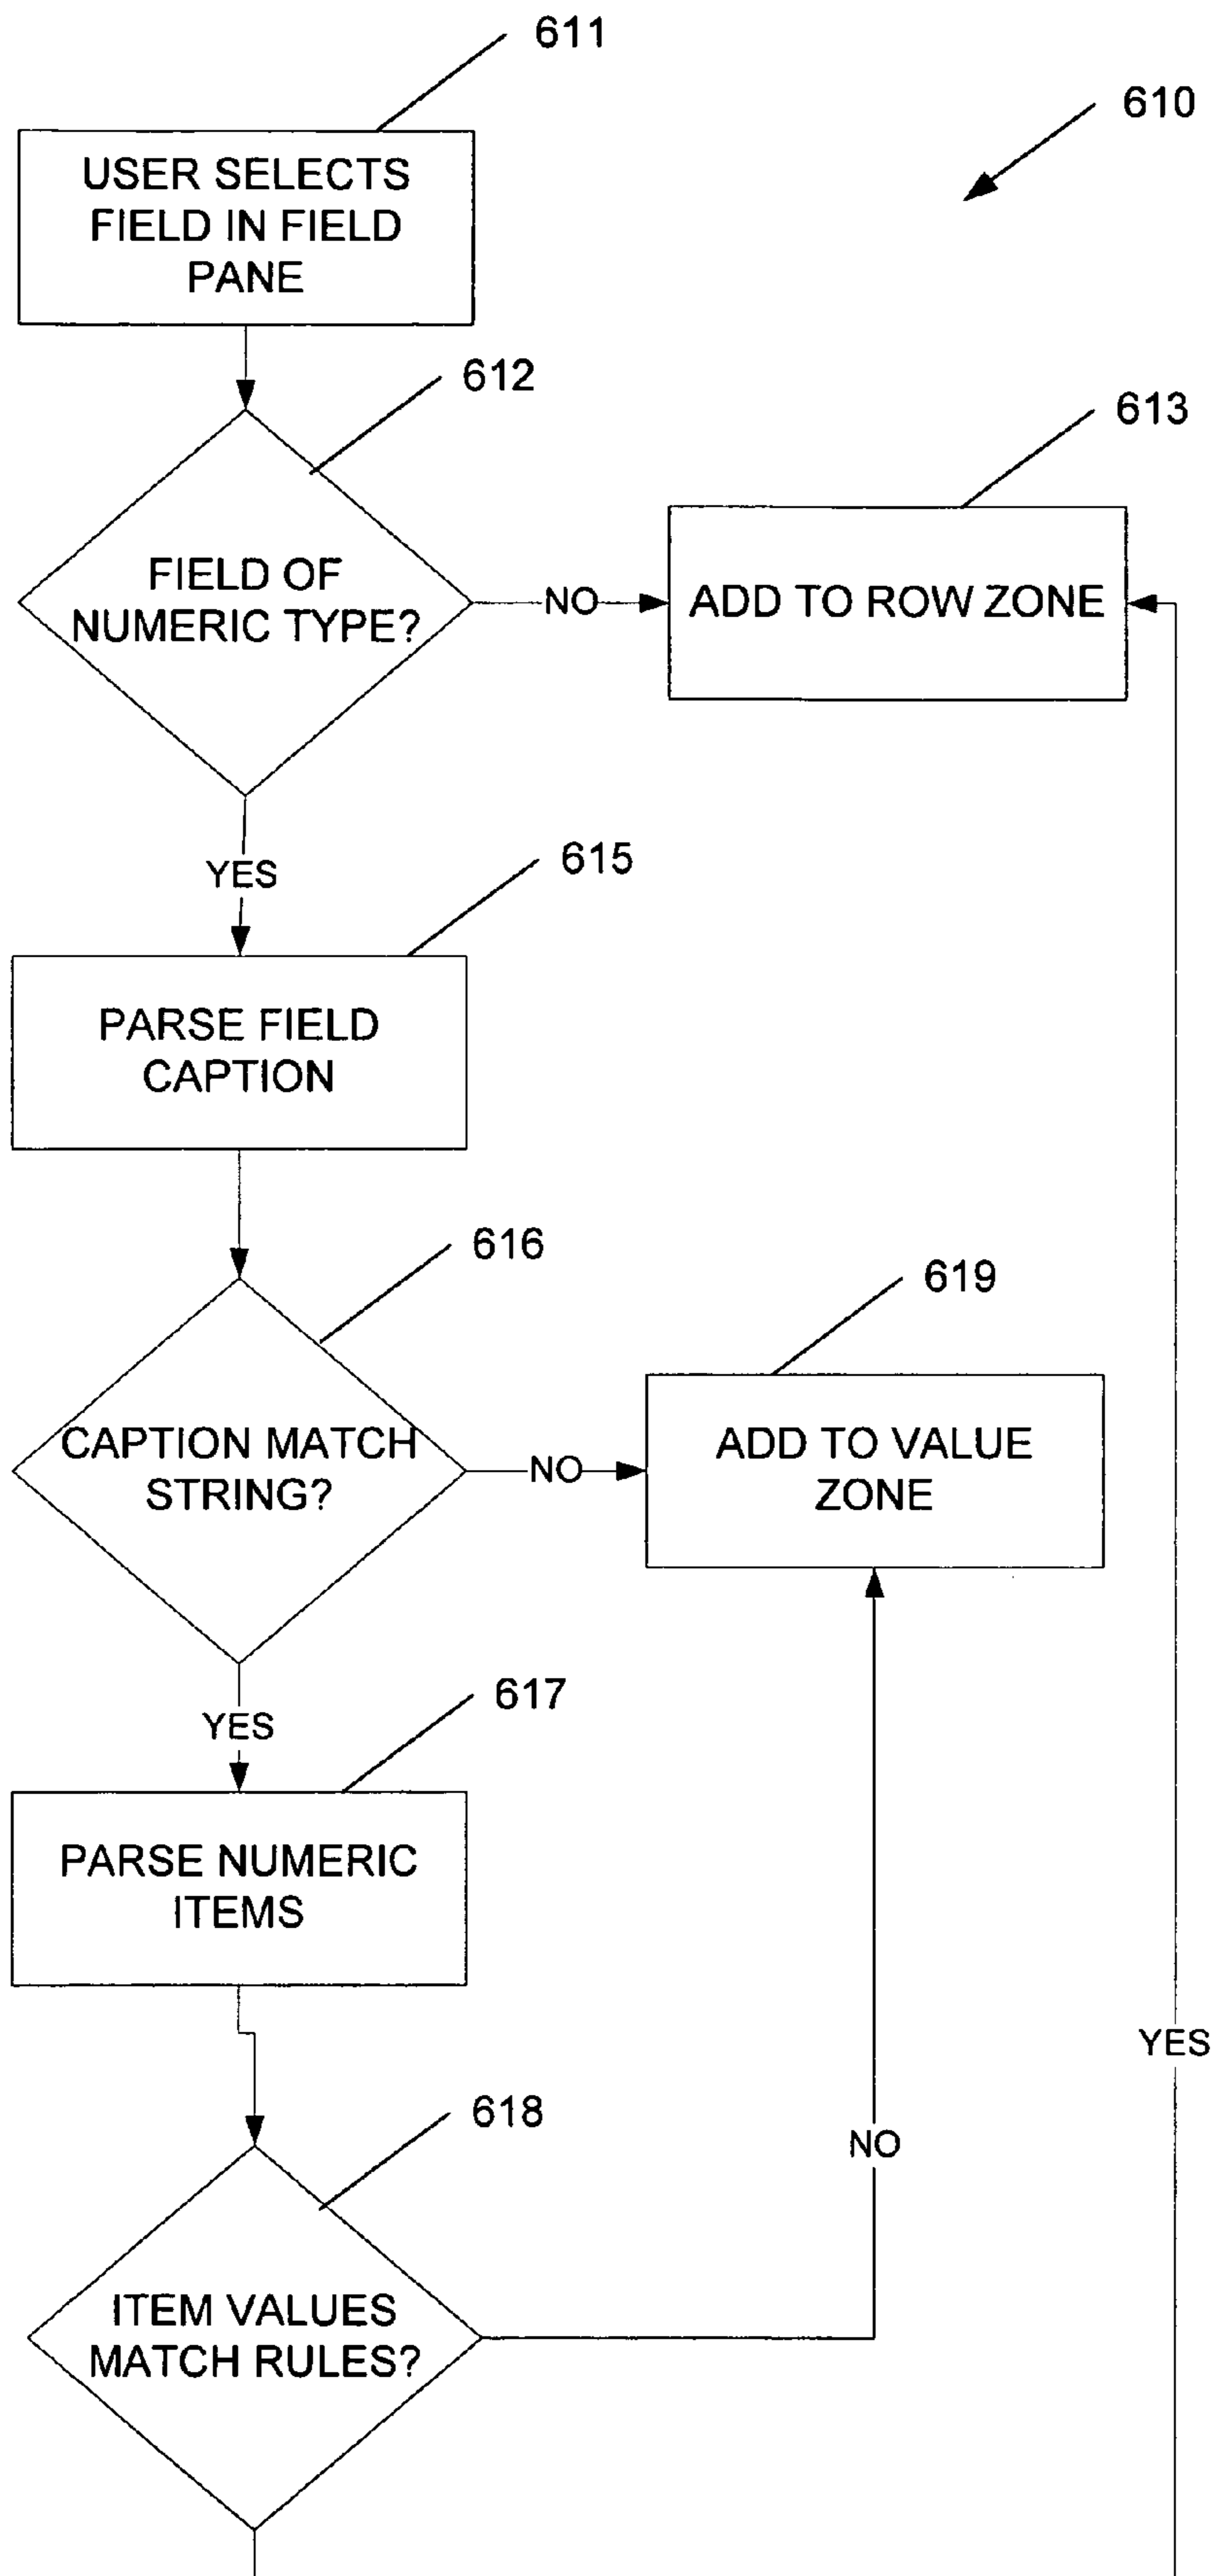 611
610
USER SELECTS
FIELD IN FIELD
PANE
612
613
FIELD OF
NUMERIC TYPE?
NO
ADD TO ROW ZONE
YES
615
PARSE FIELD
CAPTION
616
619
CAPTION MATCH
STRING?
NO
ADD TO VALUE
ZONE
YES
617
PARSE NUMERIC
ITEMS
YES
618
NO
ITEM VALUES
MATCH RULES?